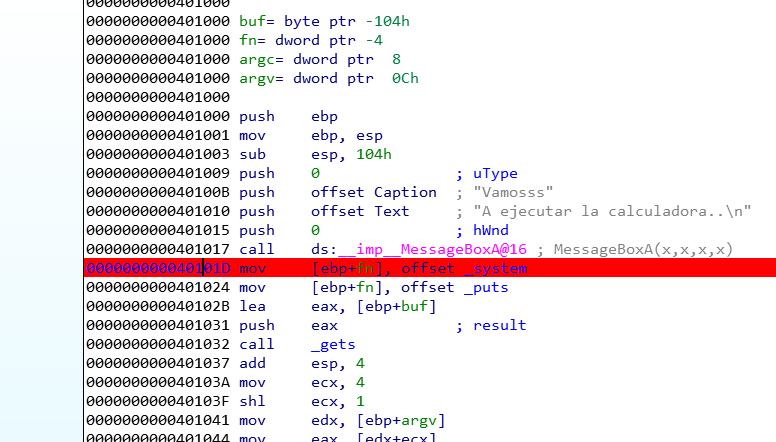 0000000000401000
0000000000401000 buf= byte ptr -104h
0000000000401000 fn= dword ptr -4
0000000000401000 argc= dword ptr  8
0000000000401000 argv= dword ptr  0Ch
0000000000401000
0000000000401000 push    ebp
0000000000401001 mov     ebp, esp
0000000000401003 sub     esp, 104h
0000000000401009 push    0               ; uType
000000000040100B push    offset Caption  ; "Vamosss"
0000000000401010 push    offset Text     ; "A ejecutar la calculadora..\n"
0000000000401015 push    0               ; hWnd
0000000000401017 call    ds:__imp__MessageBoxA@16 ; MessageBoxA(x,x,x,x)
000000000040101D mov     [ebp+fn], offset _system
0000000000401024 mov     [ebp+fn], offset _puts
000000000040102B lea     eax, [ebp+buf]
0000000000401031 push    eax             ; result
0000000000401032 call    _gets
0000000000401037 add     esp, 4
000000000040103A mov     ecx, 4
000000000040103F shl     ecx, 1
0000000000401041 mov     edx, [ebp+argv]
0000000000401044 mov     eax, [edx+ecx]